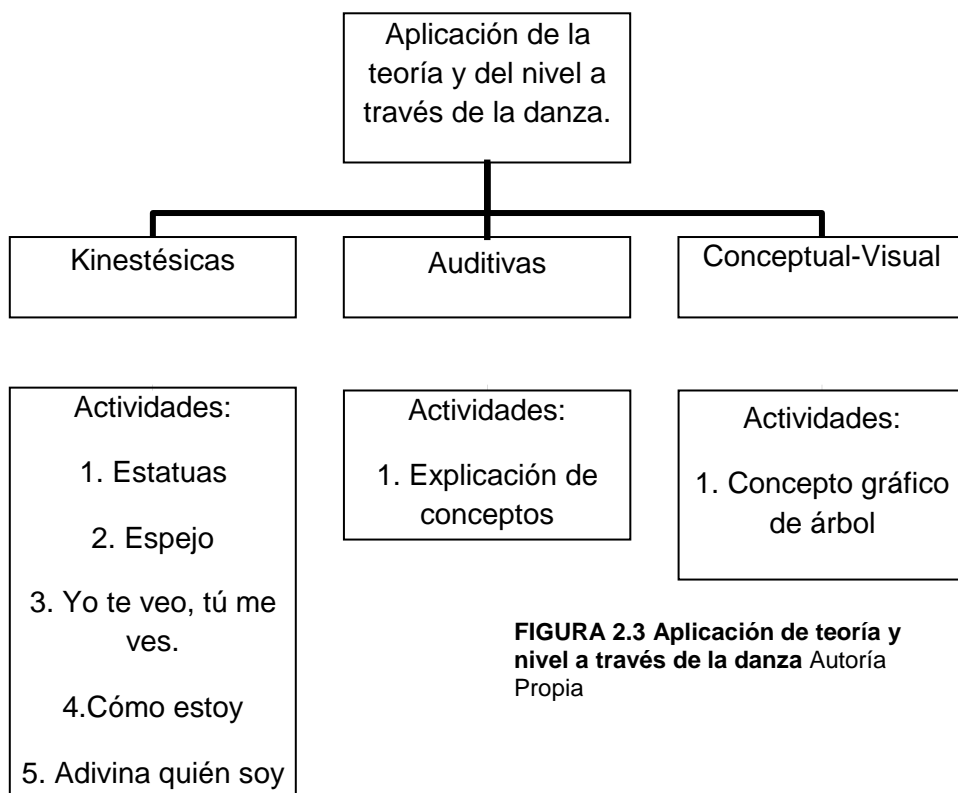 Aplicación de la
teoría y del nivel a
través de la danza.
Kinestésicas
Auditivas
Conceptual-Visual
Actividades:
1. Estatuas
2. Espejo
3. Yo te veo, tú me
ves.
4.Cómo estoy
5. Adivina quién soy
Actividades:
1. Explicación de
conceptos
Actividades:
1. Concepto gráfico
de árbol
FIGURA 2.3 Aplicación de teoría y
nivel a través de la danza Autoría
Propia